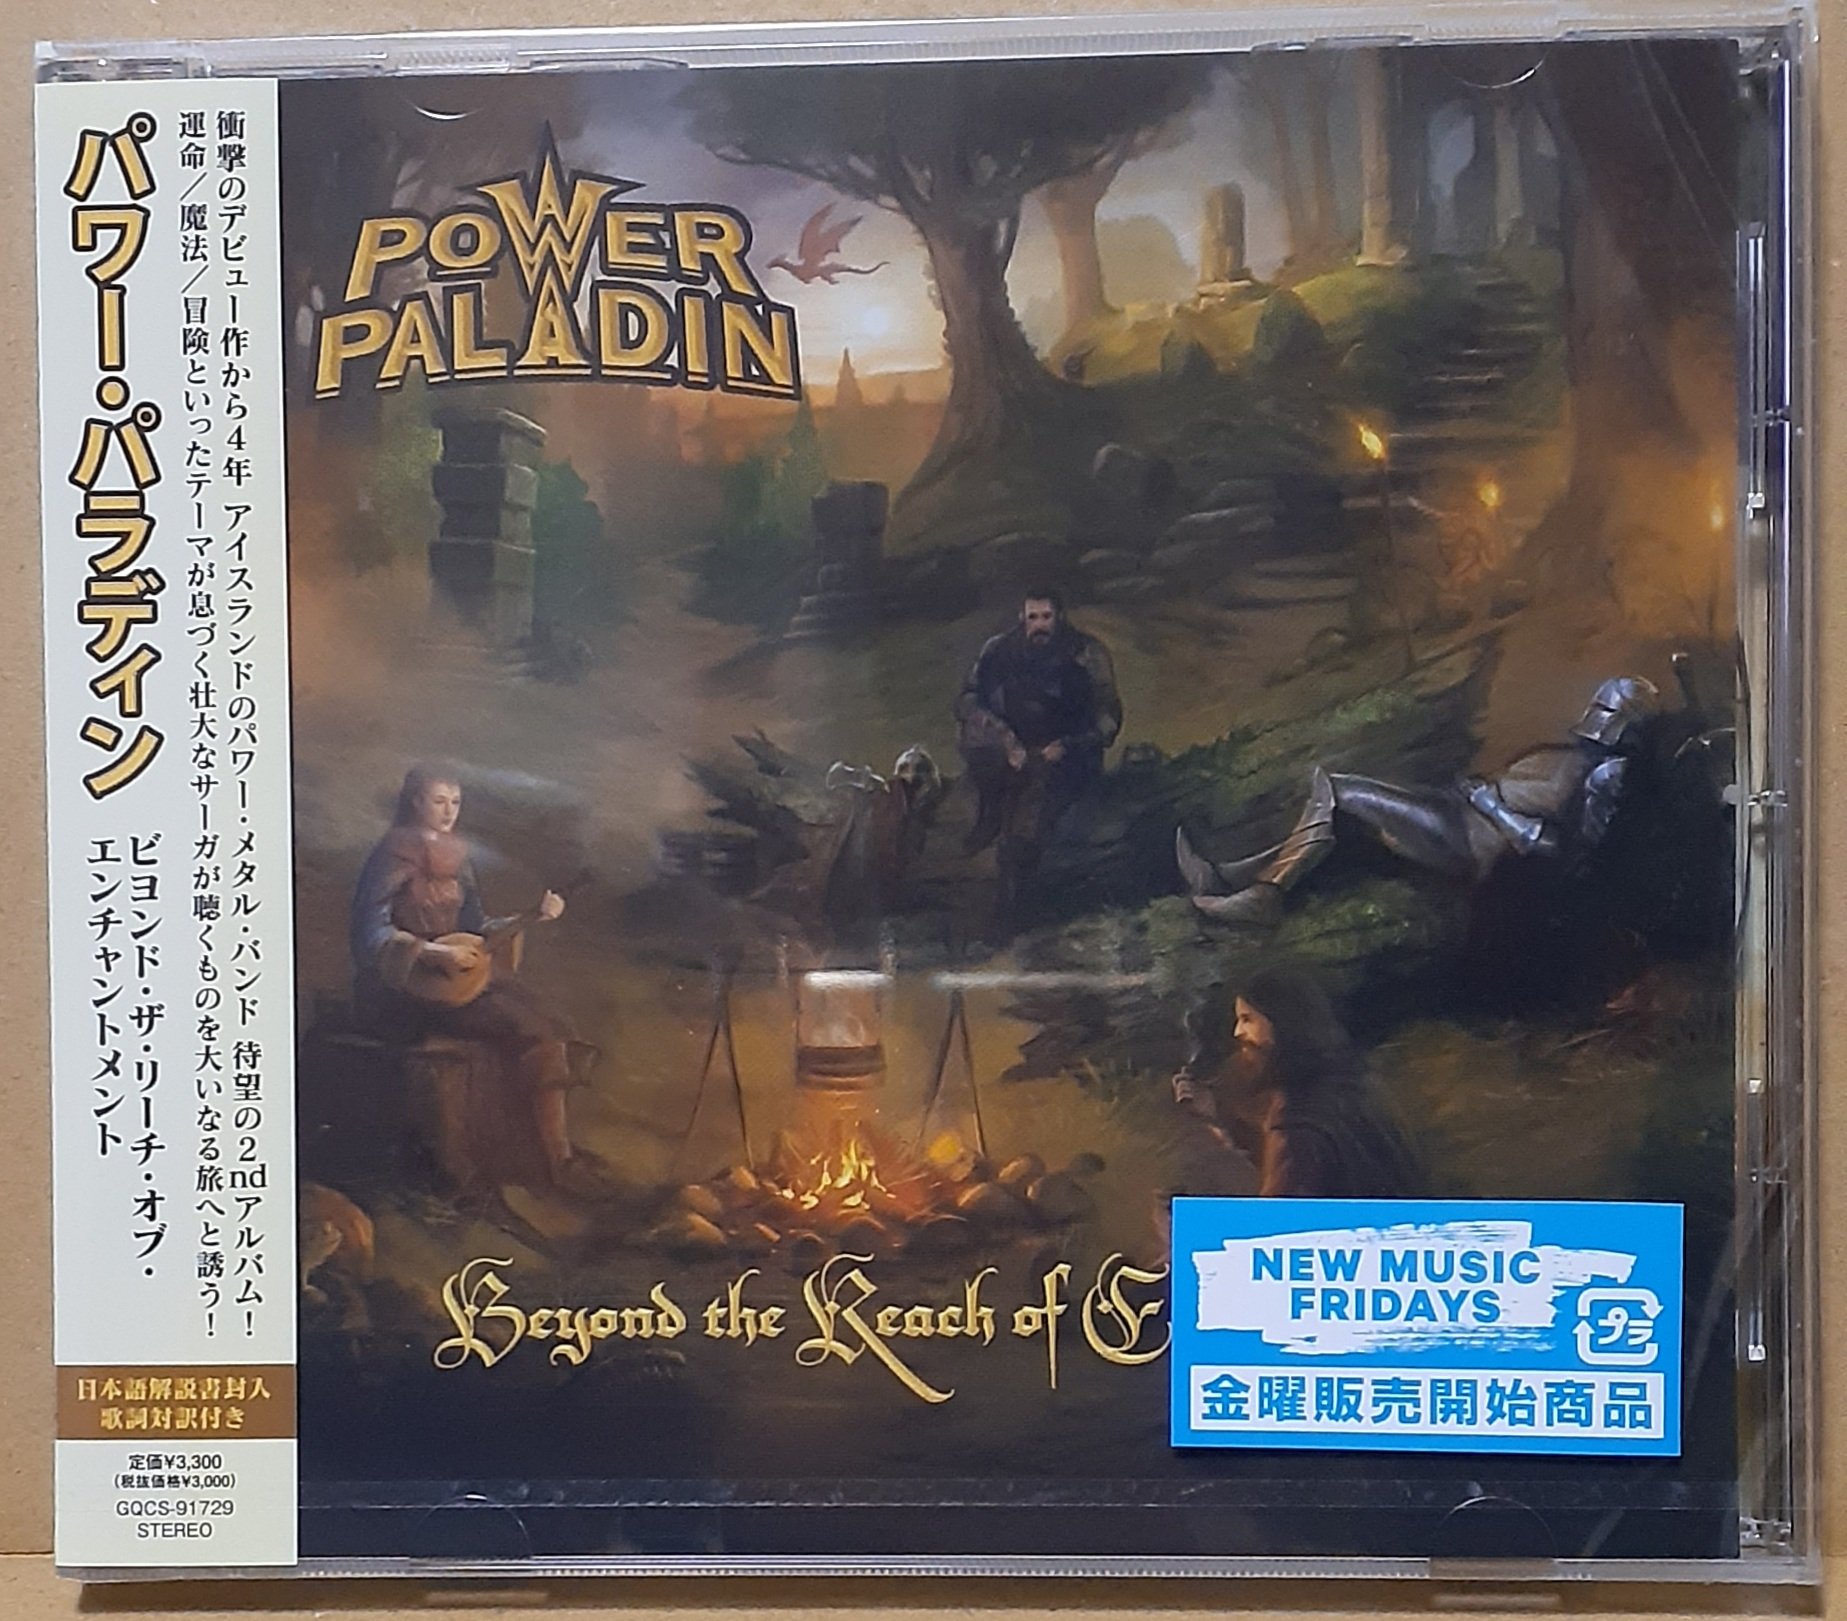 パワー・パラディン
ビヨンド・ザ・リーチ・オブ・
エンチャントメント
衝撃のデビュー作から4年 アイスランドのパワー・メタル・バンド 待望の2ndアルバム!
運命/魔法/冒険といったテーマが息づく壮大なサーガが聴くものを大いなる旅へと誘う!
日本語解説書封入
歌詞対訳付き
定価¥3,300
(税抜価格¥3,000)
GQCS-91729
STEREO
POWER
PALADIN
Beyond the Reach of E
NEW MUSIC
FRIDAYS
プラ
金曜販売開始商品